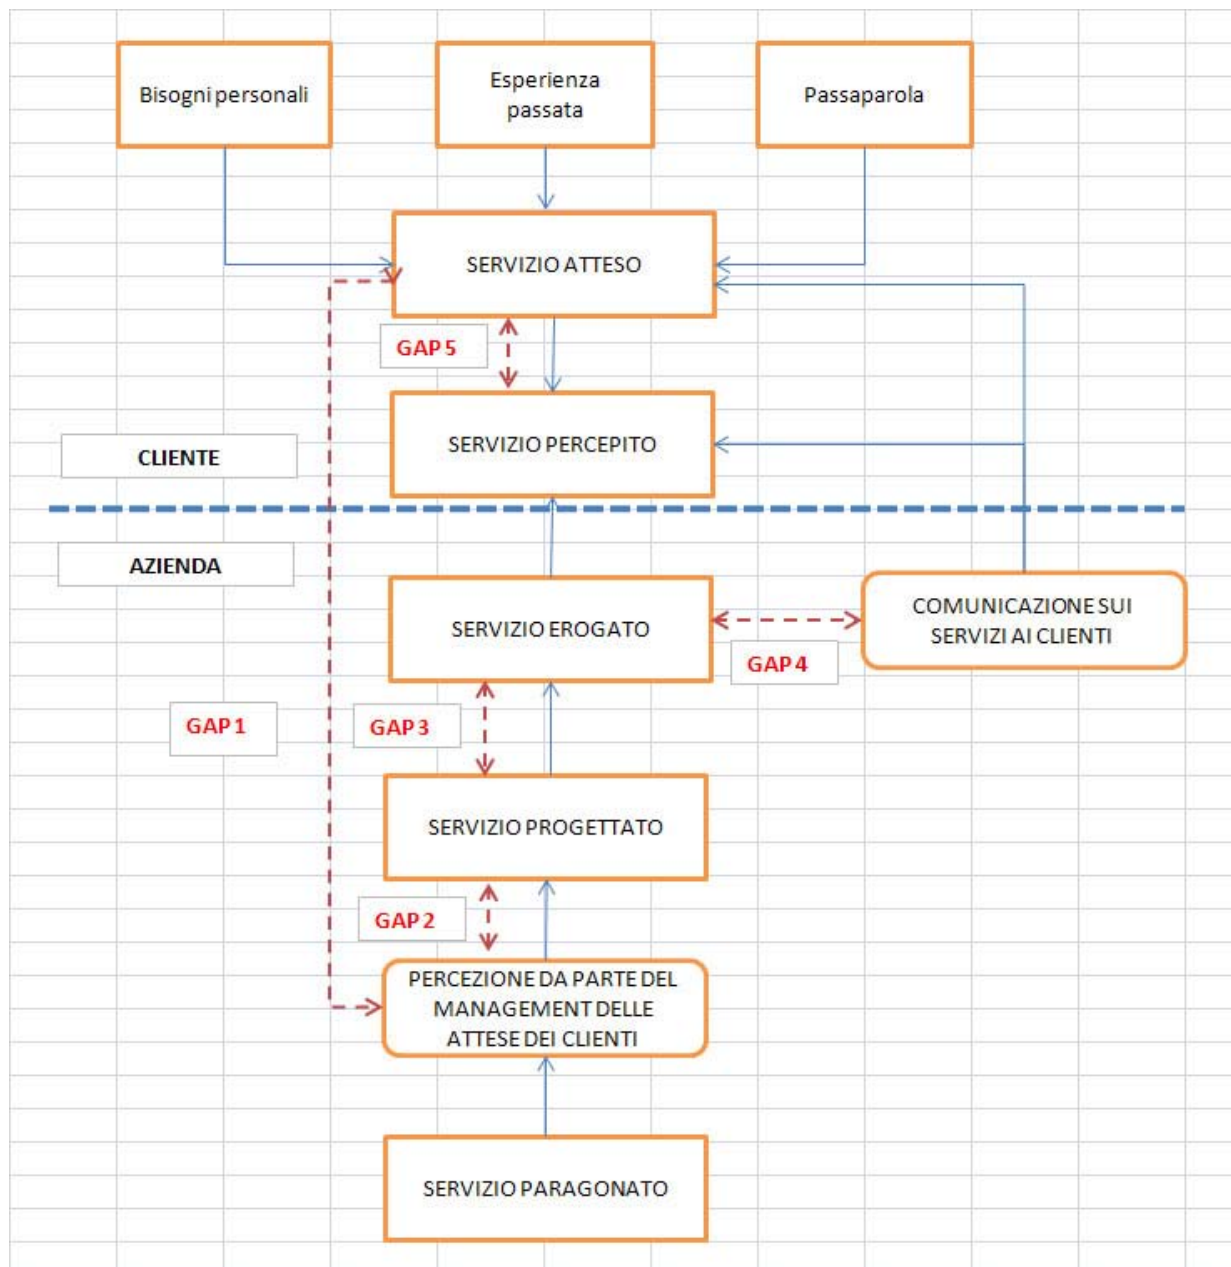 Bisogni personali
Esperienza
passata
Passaparola
SERVIZIO ATTESO
GAP 5
SERVIZIO PERCEPITO
CLIENTE
AZIENDA
SERVIZIO EROGATO
COMUNICAZIONE SUI
SERVIZI AI CLIENTI
GAP 4
GAP 1
GAP 3
SERVIZIO PROGETTATO
GAP 2
PERCEZIONE DA PARTE DEL
MANAGEMENT DELLE
ATTESE DEI CLIENTI
SERVIZIO PARAGONATO